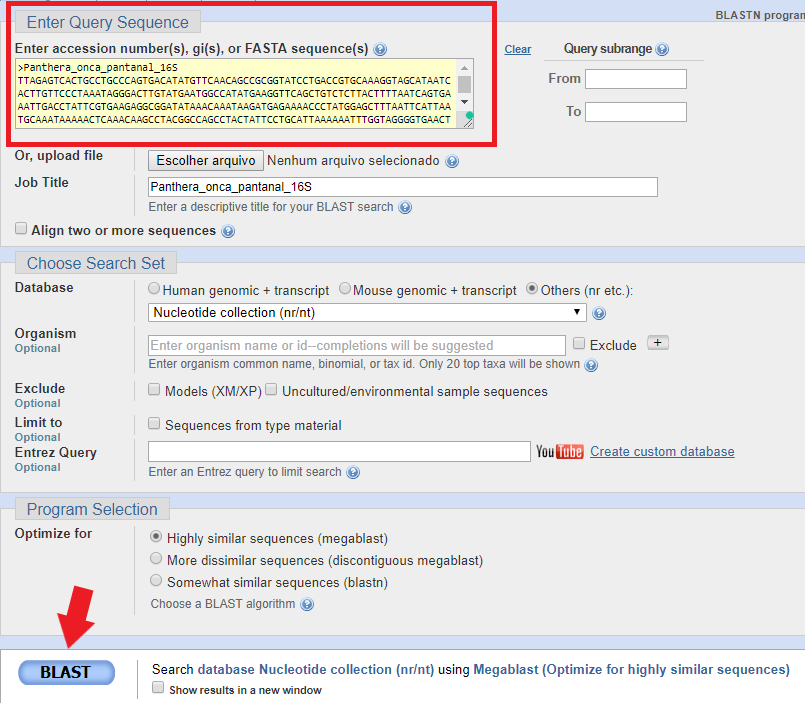 BLASTN program
Enter Query Sequence
Enter accession number(s), gi(s), or FASTA sequence(s)
Clear
Query subrange
>Panthera_onca_pantanal_16S
TTAGAGTCACTGCCTGCCCAGTGACATATGTTCAACAGCCGCGGTATCCTGACCGTGCAAAGGTAGCATAATC
ACTTGTTCCCTAAATAGGGACTTGTATGAATGGCCATATGAAGGTTCAGCTGTCTCTTACTTTTAATCAGTGA
AATTGACCTATTCGTGAAGAGGCGGATATAAACAAATAAGATGAGAAAACCCTATGGAGCTTTAATTCATTAA
TGCAAATAAAAACTCAAACAAGCCTACGGCCAGCCTACTATTCCTGCATTAAAAAATTTGGTAGGGGTGAACT
From
To
Or, upload file
Escolher arquivo
Nenhum arquivo selecionado
Job Title
Panthera_onca_pantanal_16S
Enter a descriptive title for your BLAST search
Align two or more sequences
Choose Search Set
Database
Human genomic + transcript
Mouse genomic + transcript
Others (nr etc.):
Nucleotide collection (nr/nt)
Organism
Optional
Enter organism name or id--completions will be suggested
Exclude
+
Enter organism common name, binomial, or tax id. Only 20 top taxa will be shown
Exclude
Optional
Models (XM/XP)
Uncultured/environmental sample sequences
Limit to
Optional
Sequences from type material
Entrez Query
Optional
YouTube
Create custom database
Enter an Entrez query to limit search
Program Selection
Optimize for
Highly similar sequences (megablast)
More dissimilar sequences (discontiguous megablast)
Somewhat similar sequences (blastn)
Choose a BLAST algorithm
BLAST
Search database Nucleotide collection (nr/nt) using Megablast (Optimize for highly similar sequences)
Show results in a new window